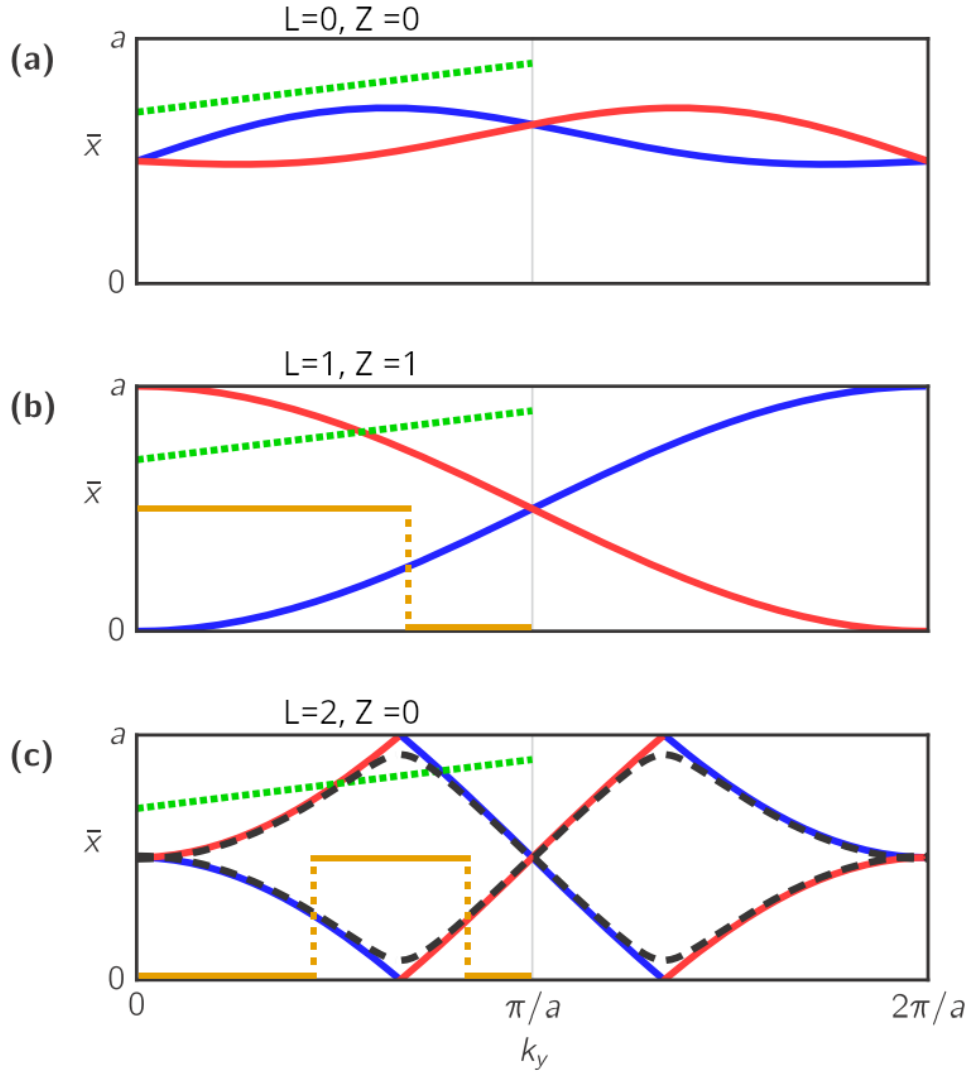 L=0, Z =0
(a)
a
x̄
0
L=1, Z =1
(b)
a
x̄
0
L=2, Z =0
(c)
a
x̄
0
0 π/a 2π/a
k_y